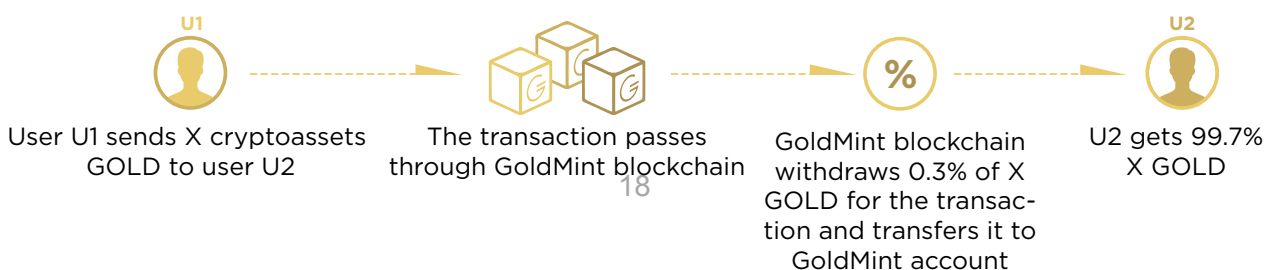 U1
User U1 sends X cryptoassets
GOLD to user U2
The transaction passes
through GoldMint blockchain
%
GoldMint blockchain
withdraws 0.3% of X
GOLD for the transac-
tion and transfers it to
GoldMint account
U2
U2 gets 99.7%
X GOLD
18